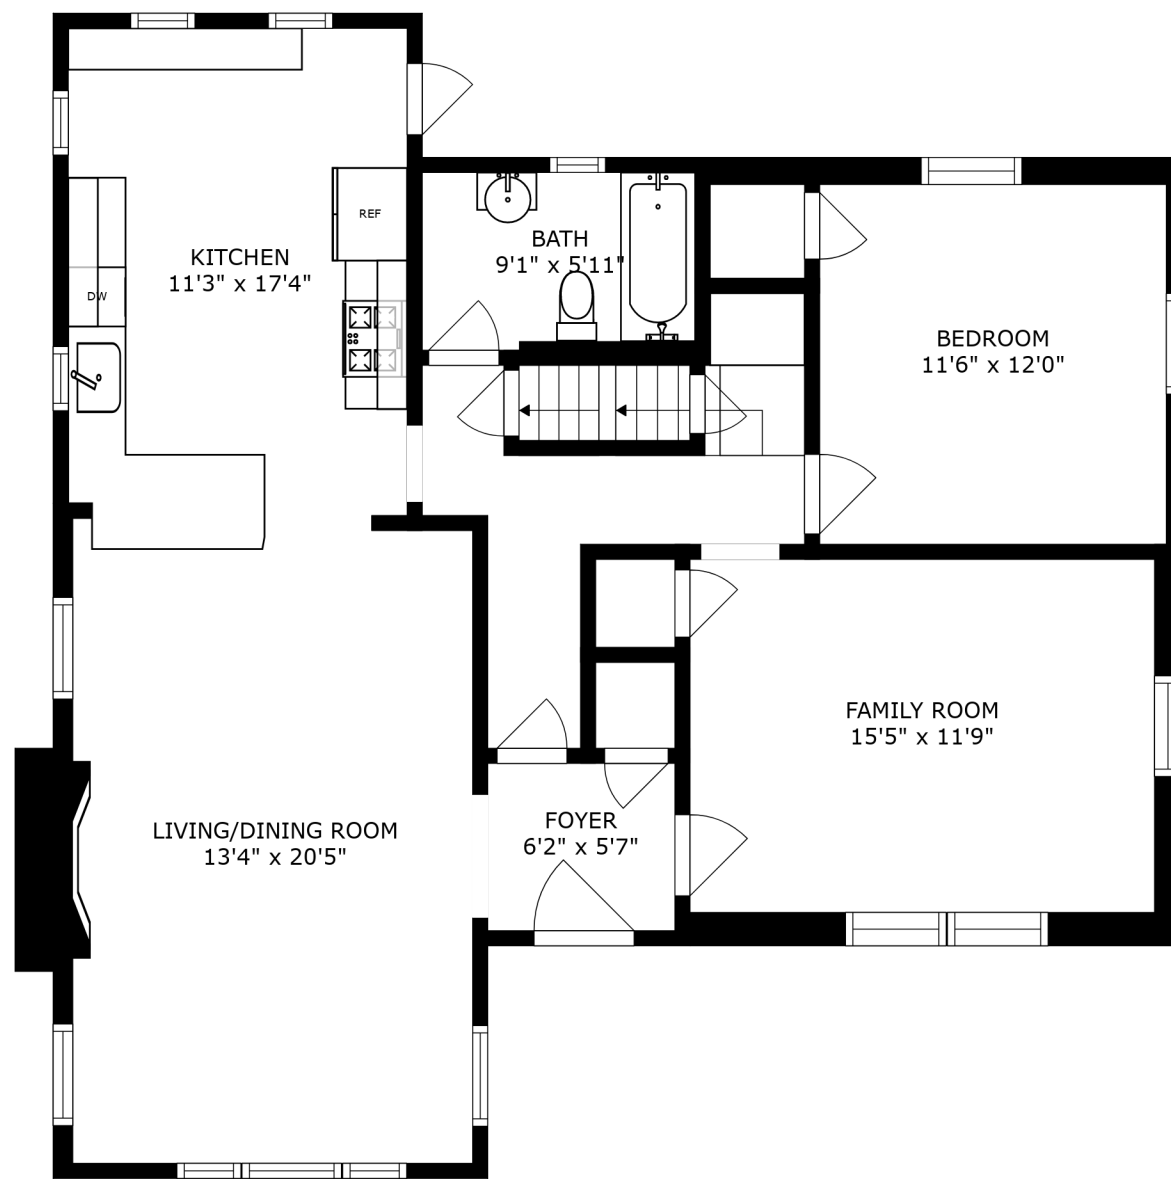 REF
BATH
9'1" x 5'11"
KITCHEN
11'3" x 17'4"
DW
BEDROOM
11'6" x 12'0"
FAMILY ROOM
15'5" x 11'9"
LIVING/DINING ROOM
13'4" x 20'5"
FOYER
6'2" x 5'7"